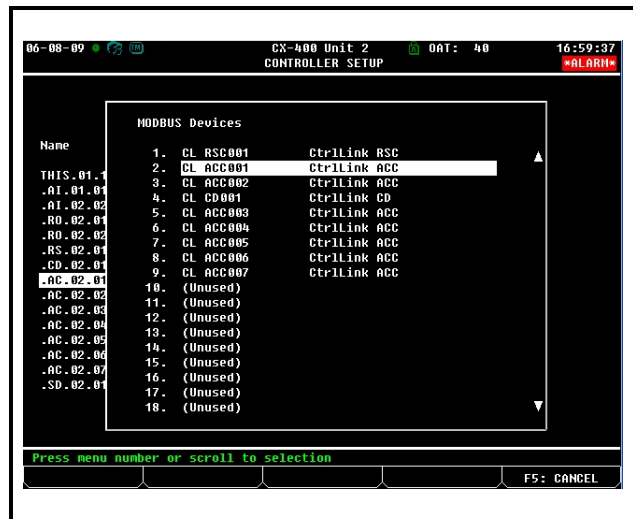 06-08-09 TM CX-400 Unit 2 OAT: 40 16:59:37
CONTROLLER SETUP *ALARM*
MODBUS Devices
Name
1. CL RSC001 CtrlLink RSC
2. CL ACC001 CtrlLink ACC
3. CL ACC002 CtrlLink ACC
4. CL CD001 CtrlLink CD
5. CL ACC003 CtrlLink ACC
6. CL ACC004 CtrlLink ACC
7. CL ACC005 CtrlLink ACC
8. CL ACC006 CtrlLink ACC
9. CL ACC007 CtrlLink ACC
10. (Unused)
11. (Unused)
12. (Unused)
13. (Unused)
14. (Unused)
15. (Unused)
16. (Unused)
17. (Unused)
18. (Unused)
THIS.01.1
.AI.01.01
.AI.02.02
.RO.02.01
.RO.02.02
.RS.02.01
.CD.02.01
.AC.02.01
.AC.02.02
.AC.02.03
.AC.02.04
.AC.02.05
.AC.02.06
.AC.02.07
.SD.02.01
Press menu number or scroll to selection
F5: CANCEL